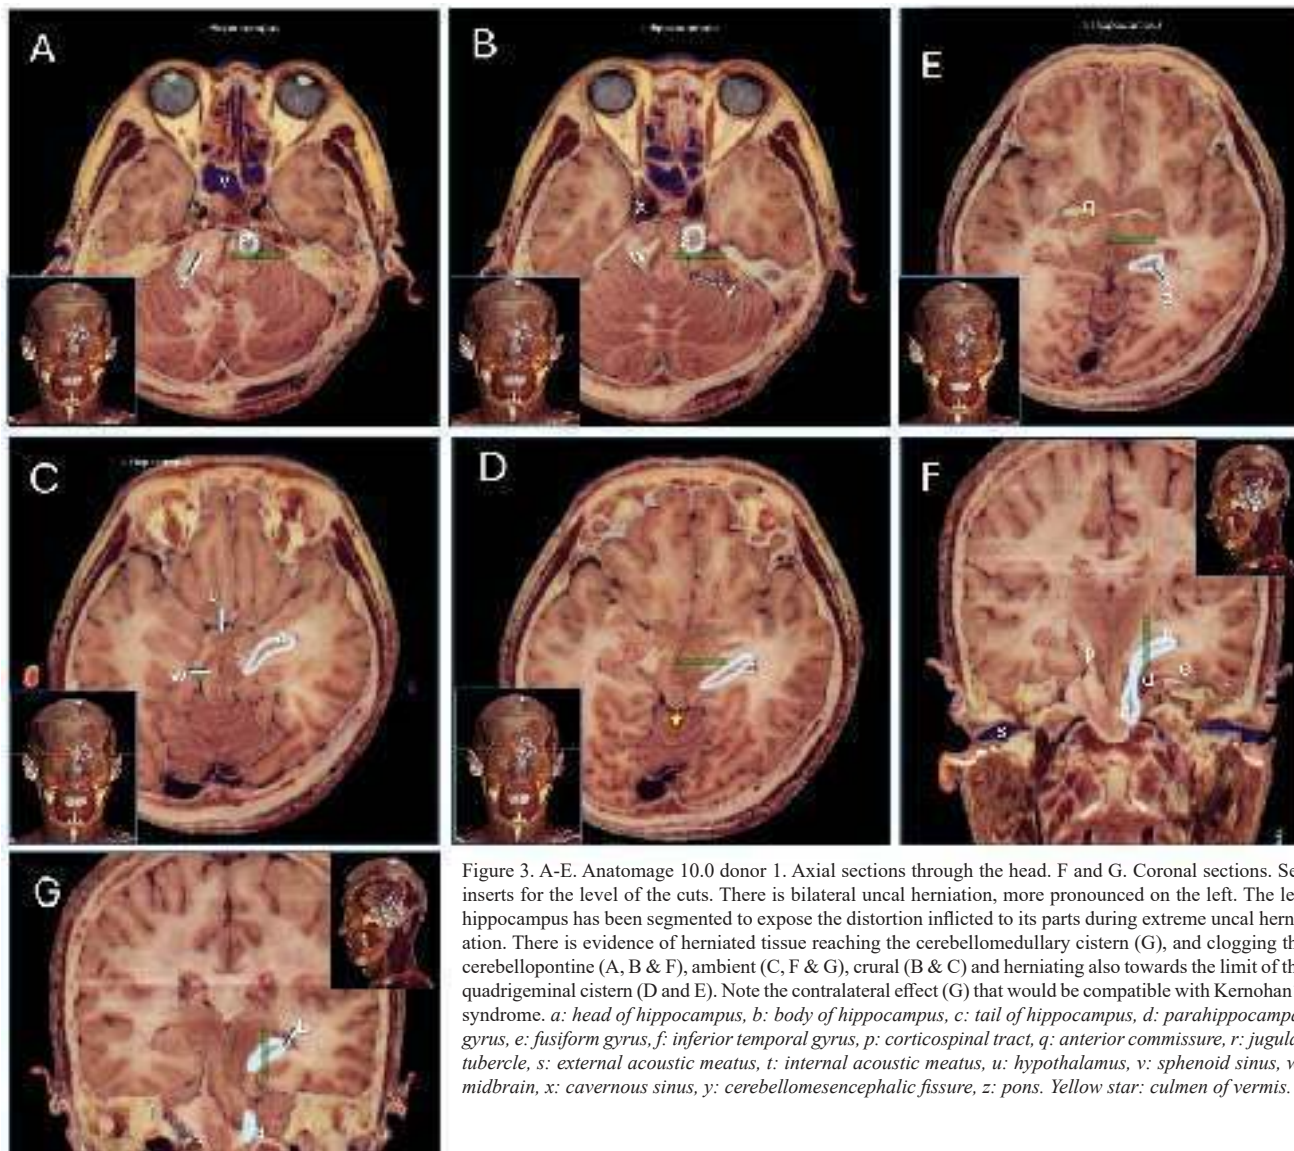 A
B
E
C
D
F
G
Figure 3. A-E. Anatomage 10.0 donor 1. Axial sections through the head. F and G. Coronal sections. Se
inserts for the level of the cuts. There is bilateral uncal herniation, more pronounced on the left. The le
hippocampus has been segmented to expose the distortion inflicted to its parts during extreme uncal hern
ation. There is evidence of herniated tissue reaching the cerebellomedullary cistern (G), and clogging th
cerebellopontine (A, B & F), ambient (C, F & G), crural (B & C) and herniating also towards the limit of th
quadrigeminal cistern (D and E). Note the contralateral effect (G) that would be compatible with Kernohan
syndrome. a: head of hippocampus, b: body of hippocampus, c: tail of hippocampus, d: parahippocampa
gyrus, e: fusiform gyrus, f: inferior temporal gyrus, p: corticospinal tract, q: anterior commissure, r: jugula
tubercle, s: external acoustic meatus, t: internal acoustic meatus, u: hypothalamus, v: sphenoid sinus, w
midbrain, x: cavernous sinus, y: cerebellomesencephalic fissure, z: pons. Yellow star: culmen of vermis.